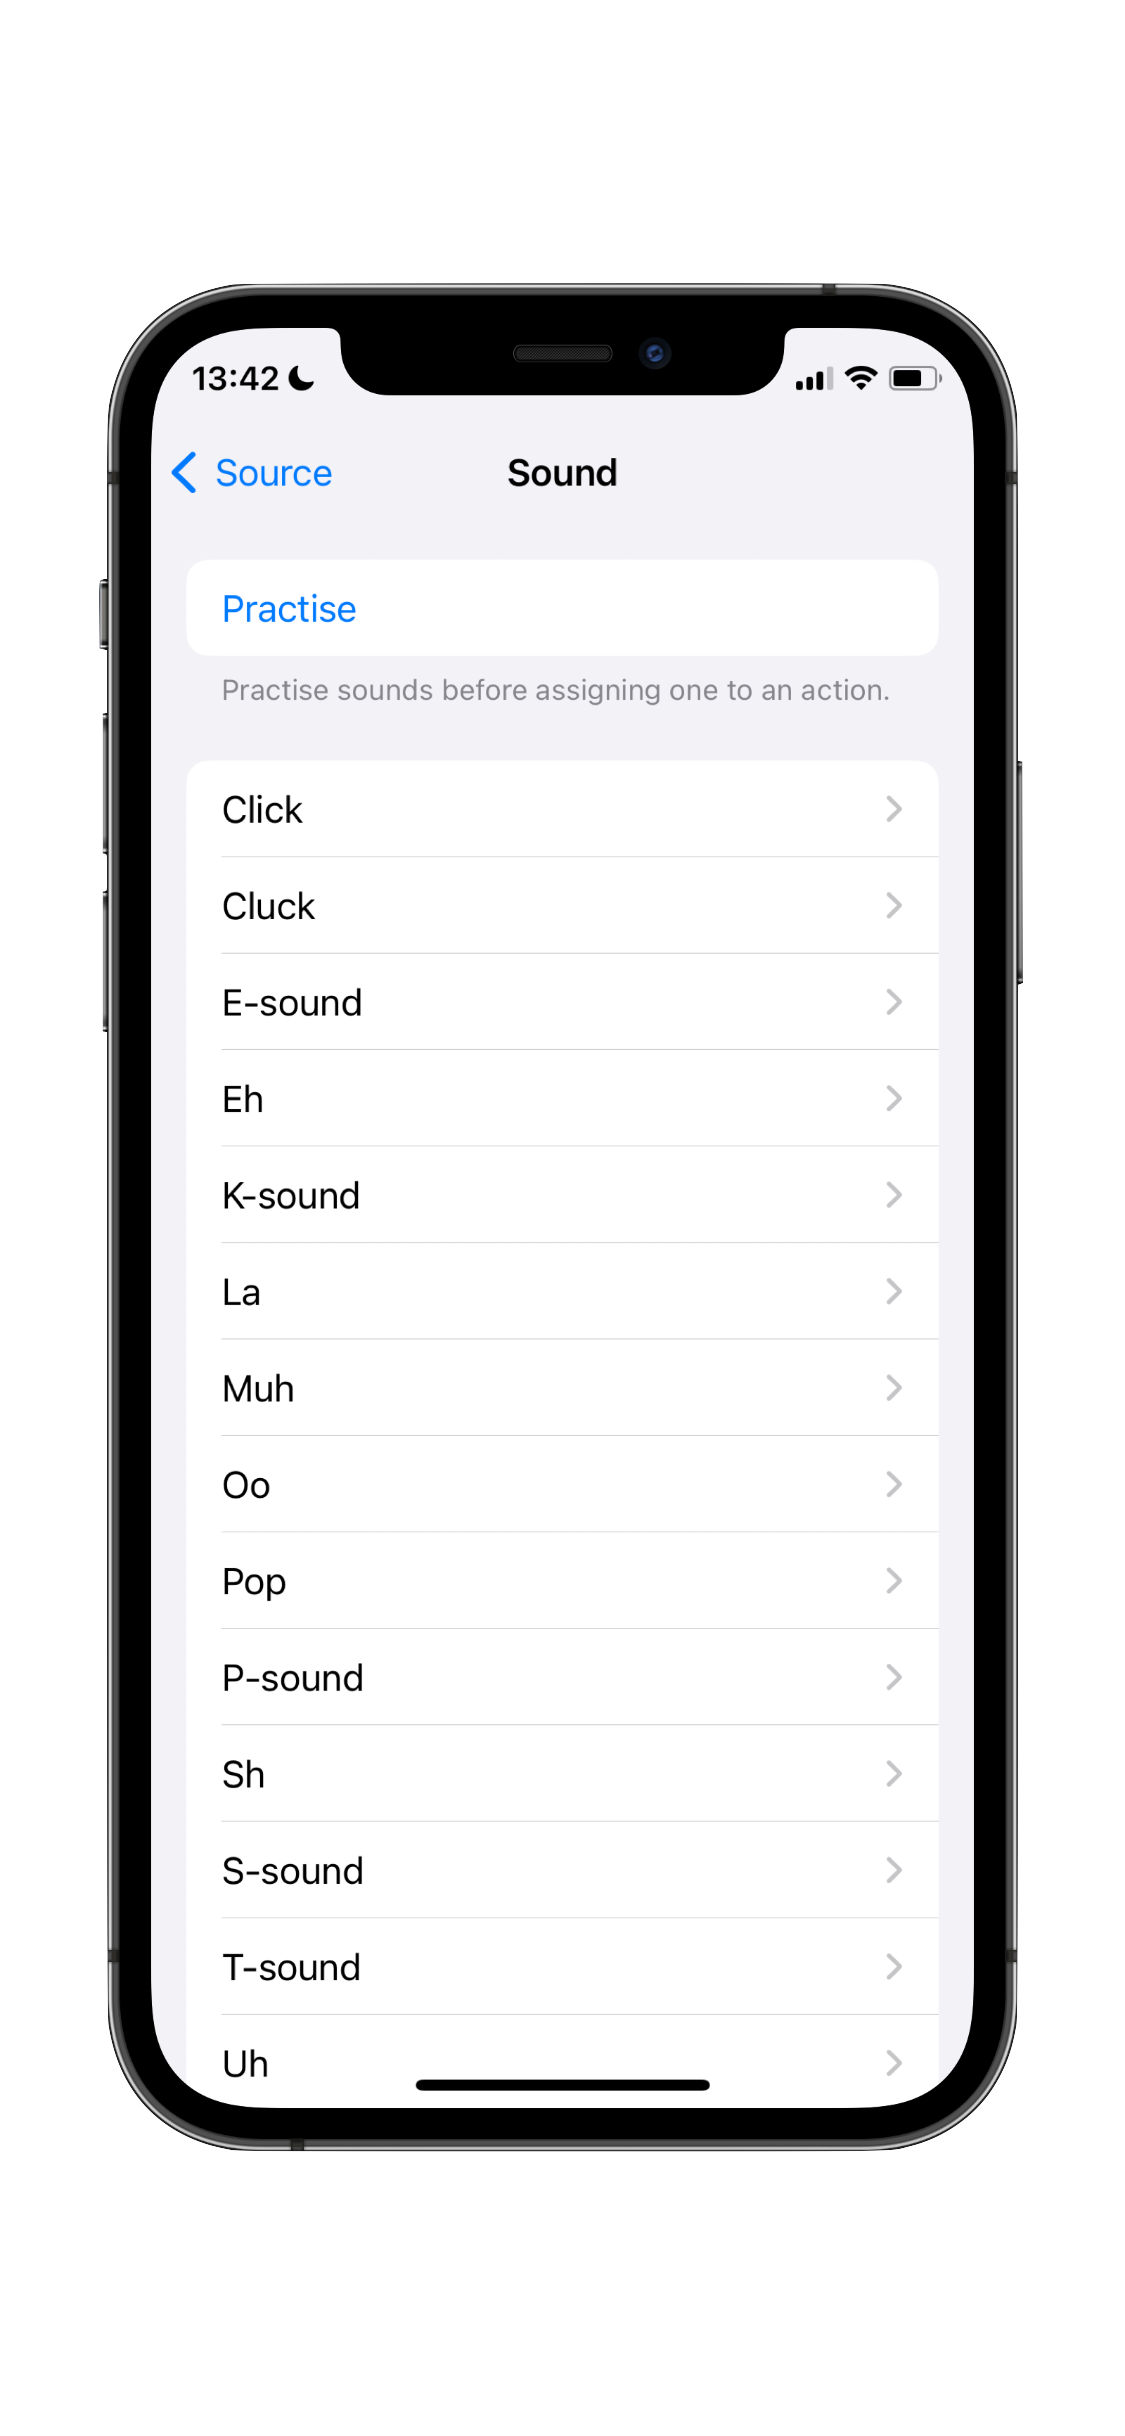 13:42
Source
Sound
Practise
Practise sounds before assigning one to an action.
Click
Cluck
E-sound
Eh
K-sound
La
Muh
Oo
Pop
P-sound
Sh
S-sound
T-sound
Uh